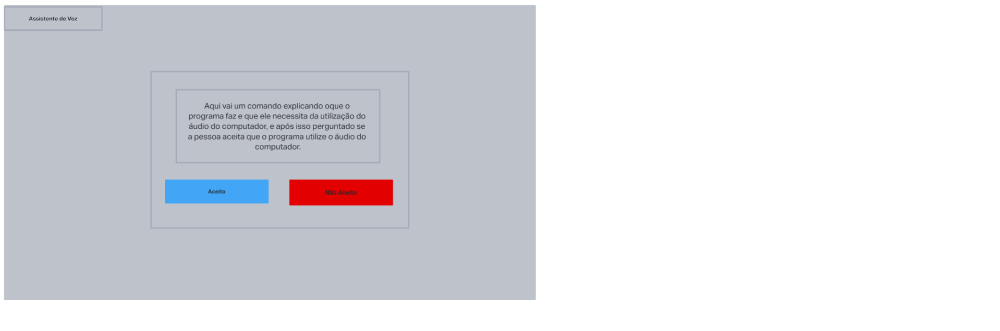 Assistente de Voz
Aqui vai um comando explicando oque o
programa faz e que ele necessita da utilização do
áudio do computador, e após isso perguntado se
a pessoa aceita que o programa utilize o áudio do
computador.
Aceito
Não Aceito